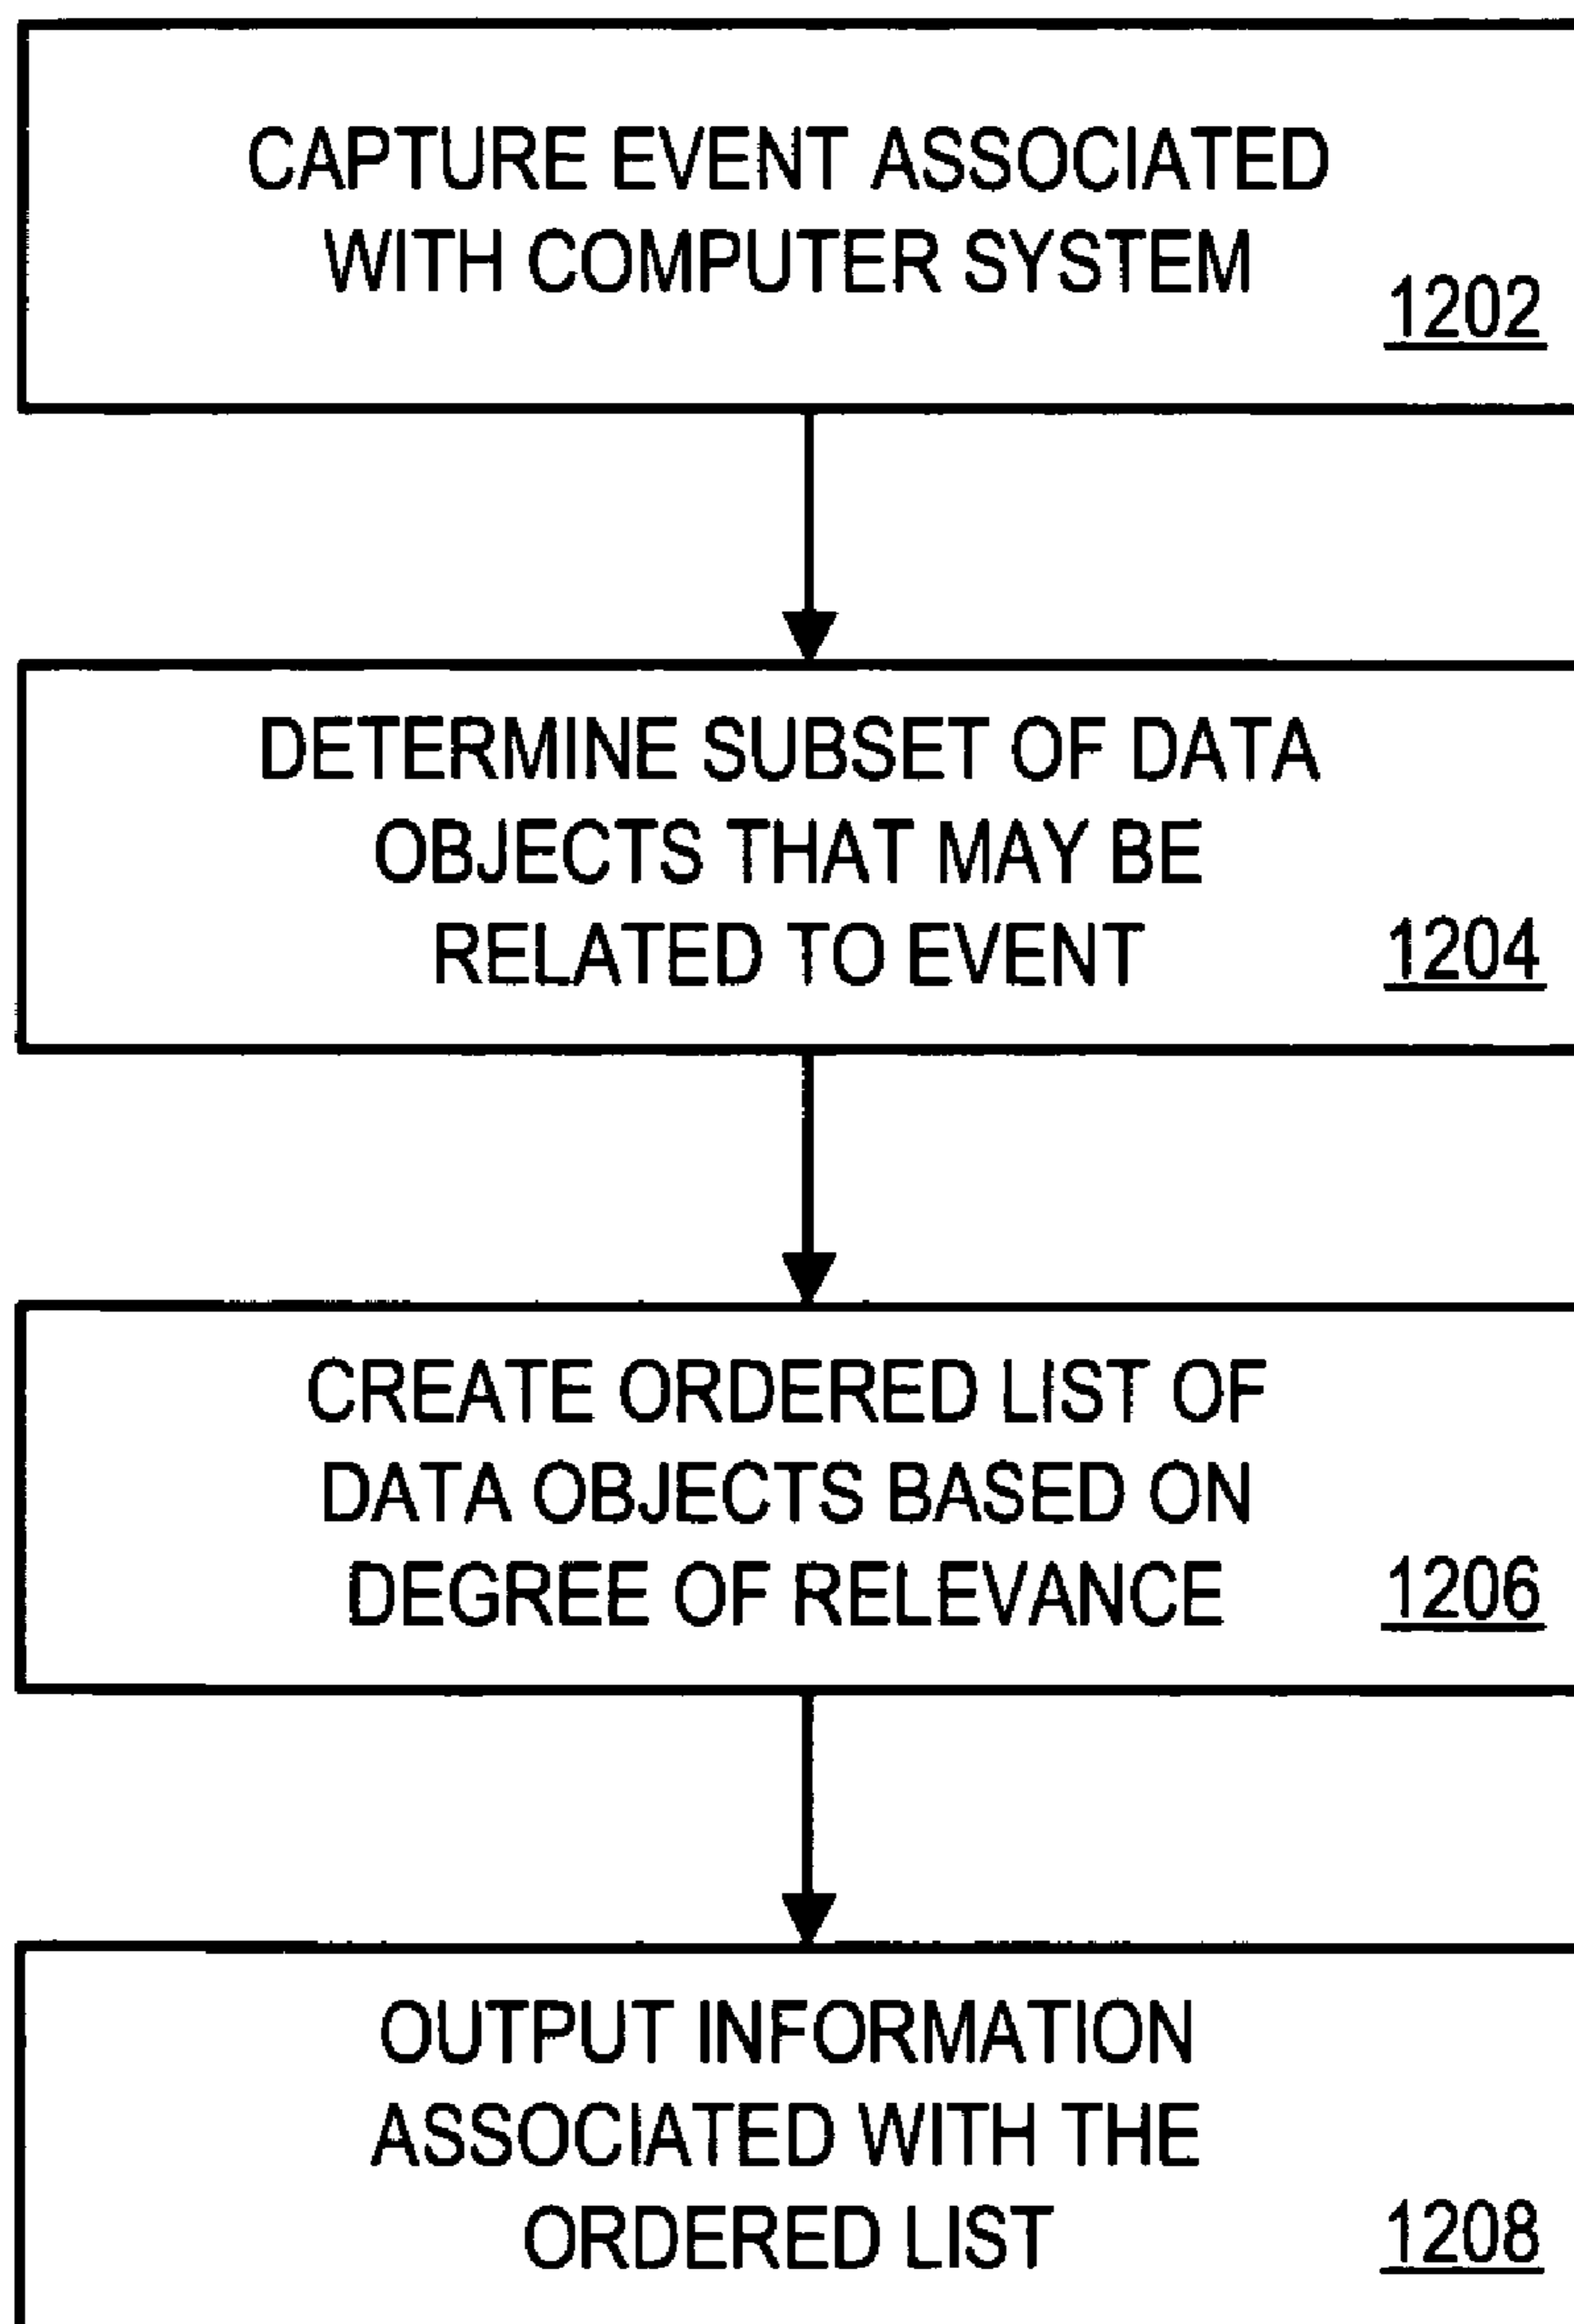 CAPTURE EVENT ASSOCIATED
WITH COMPUTER SYSTEM
1202
DETERMINE SUBSET OF DATA
OBJECTS THAT MAY BE
RELATED TO EVENT
1204
CREATE ORDERED LIST OF
DATA OBJECTS BASED ON
DEGREE OF RELEVANCE
1206
OUTPUT INFORMATION
ASSOCIATED WITH THE
ORDERED LIST
1208